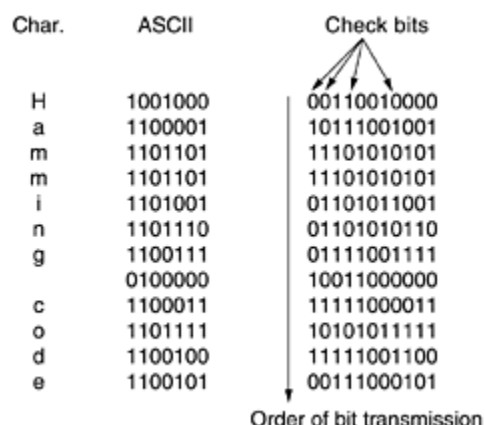 Char. ASCII Check bits
H 1001000 00110010000
a 1100001 10111001001
m 1101101 11101010101
m 1101101 11101010101
i 1101001 01101011001
n 1101110 01101010110
g 1100111 01111001111
0100000 10011000000
c 1100011 11111000011
o 1101111 10101011111
d 1100100 11111001100
e 1100101 00111000101
Order of bit transmission